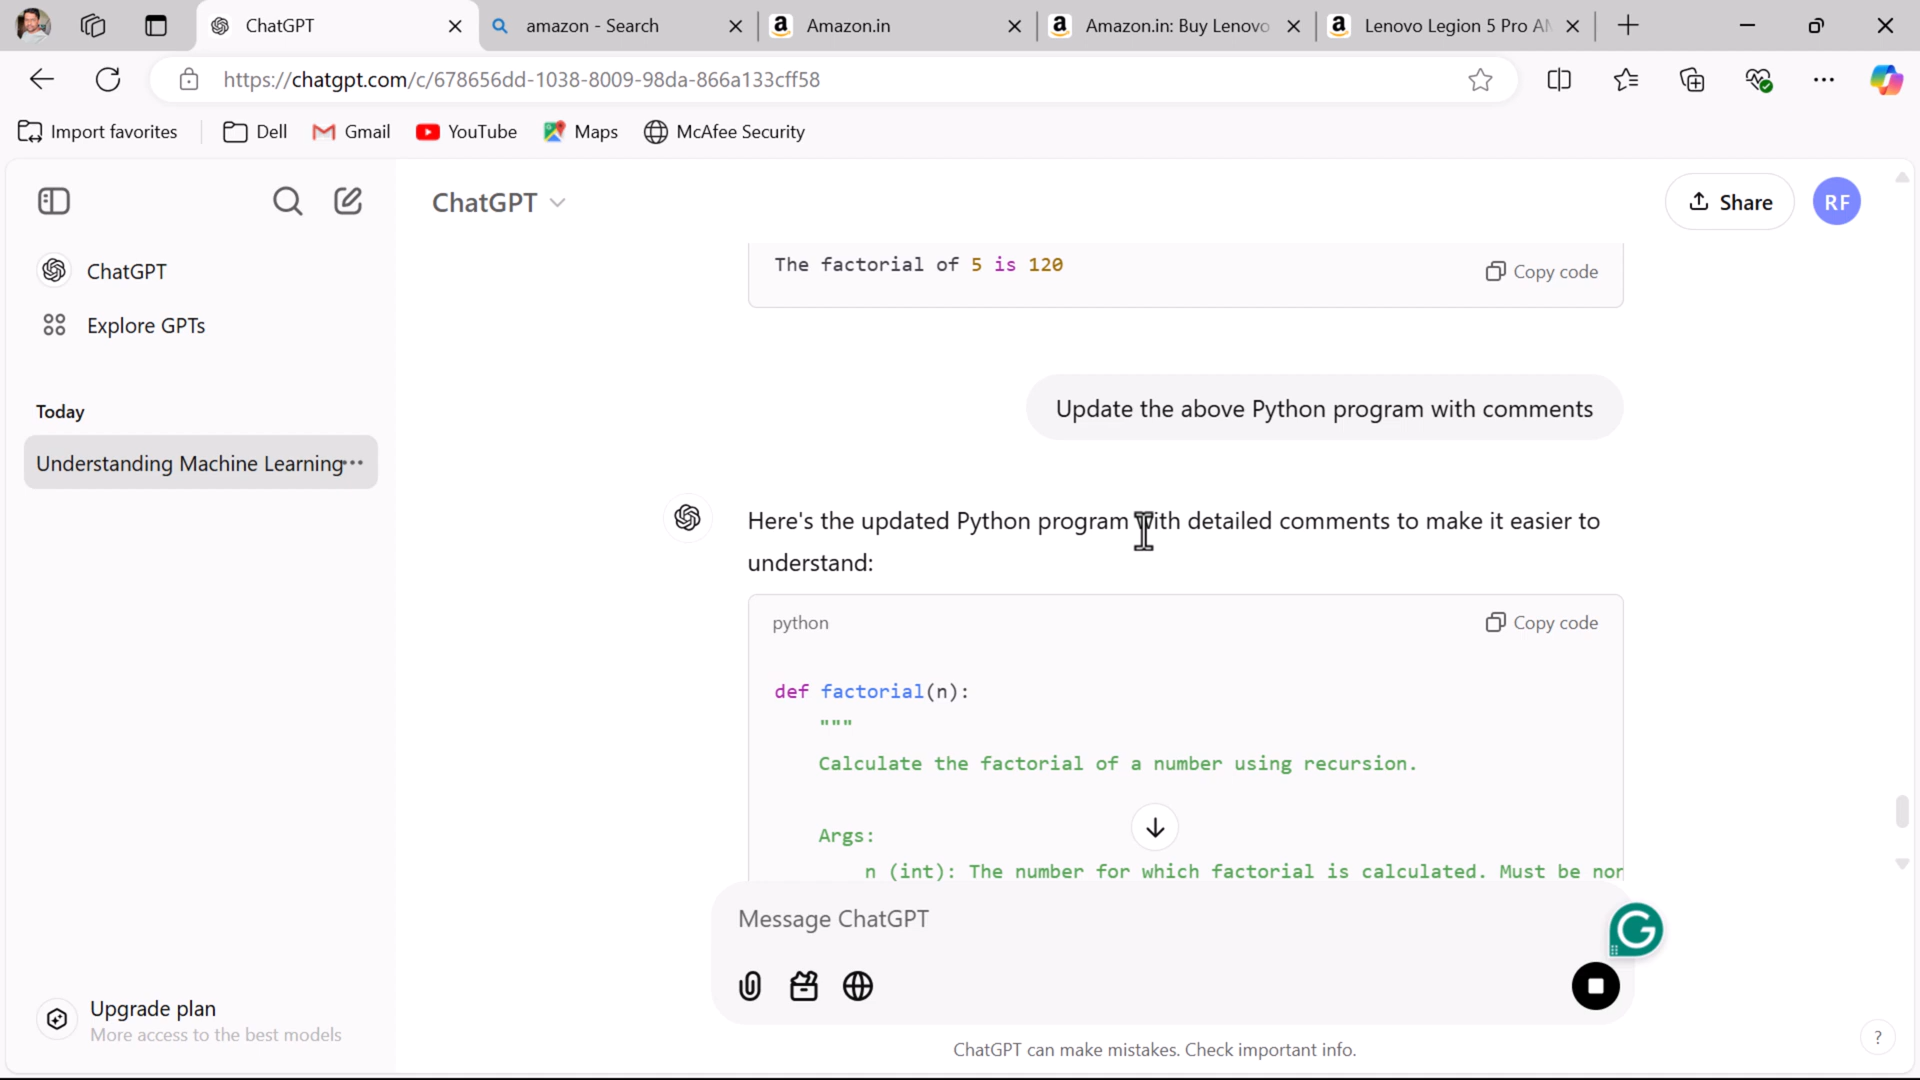 ChatGPT
amazon - Search
Amazon.in
Amazon.in: Buy Lenovo
Lenovo Legion 5 Pro AM
https://chatgpt.com/c/678656dd-1038-8009-98da-866a133cff58
Import favorites
Dell
Gmail
YouTube
Maps
McAfee Security
ChatGPT
Share
RF
ChatGPT
Explore GPTs
Today
Understanding Machine Learning
The factorial of 5 is 120
Copy code
Update the above Python program with comments
Here's the updated Python program with detailed comments to make it easier to
understand:
python
Copy code
def factorial(n):
"""
Calculate the factorial of a number using recursion.
Args:
n (int): The number for which factorial is calculated. Must be nor
Message ChatGPT
Upgrade plan
More access to the best models
ChatGPT can make mistakes. Check important info.
?